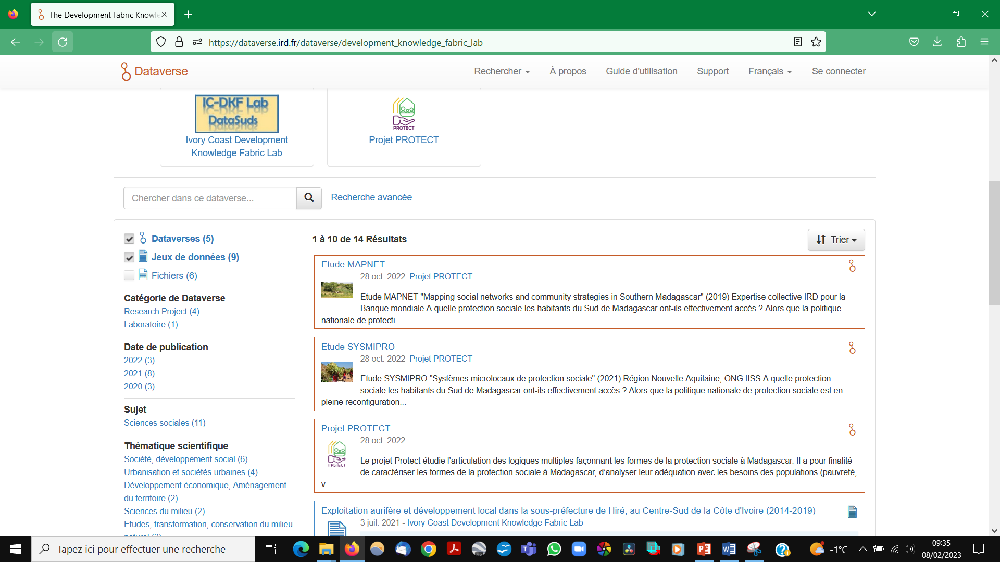 The Development Fabric Knowle
https://dataverse.ird.fr/dataverse/development_knowledge_fabric_lab
Dataverse
Rechercher
À propos
Guide d'utilisation
Support
Français
Se connecter
IC-DKF Lab
DataSuds
Ivory Coast Development
Knowledge Fabric Lab
PROTECT
Projet PROTECT
Chercher dans ce dataverse...
Recherche avancée
Dataverses (5)
Jeux de données (9)
Fichiers (6)
Catégorie de Dataverse
Research Project (4)
Laboratoire (1)
Date de publication
2022 (3)
2021 (8)
2020 (3)
Sujet
Sciences sociales (11)
Thématique scientifique
Société, développement social (6)
Urbanisation et sociétés urbaines (4)
Développement économique, Aménagement
du territoire (2)
Sciences du milieu (2)
Etudes, transformation, conservation du milieu
1 à 10 de 14 Résultats
Trier
Etude MAPNET
28 oct. 2022 Projet PROTECT
Etude MAPNET "Mapping social networks and community strategies in Southern Madagascar" (2019) Expertise collective IRD pour la
Banque mondiale A quelle protection sociale les habitants du Sud de Madagascar ont-ils effectivement accès ? Alors que la politique
nationale de protecti...
Etude SYSMIPRO
28 oct. 2022 Projet PROTECT
Etude SYSMIPRO "Systèmes microlocaux de protection sociale" (2021) Région Nouvelle Aquitaine, ONG IISS A quelle protection
sociale les habitants du Sud de Madagascar ont-ils effectivement accès ? Alors que la politique nationale de protection sociale est en
pleine reconfiguration...
Projet PROTECT
28 oct. 2022
Le projet Protect étudie l’articulation des logiques multiples façonnant les formes de la protection sociale à Madagascar. Il a pour finalité
de caractériser les formes de la protection sociale à Madagascar, d’analyser leur adéquation avec les besoins des populations (pauvreté,
v...
Exploitation aurifère et développement local dans la sous-préfecture de Hiré, au Centre-Sud de la Côte d'Ivoire (2014-2019)
3 juil. 2021 - Ivory Coast Development Knowledge Fabric Lab
Tapez ici pour effectuer une recherche
-1°C
09:35
08/02/2023